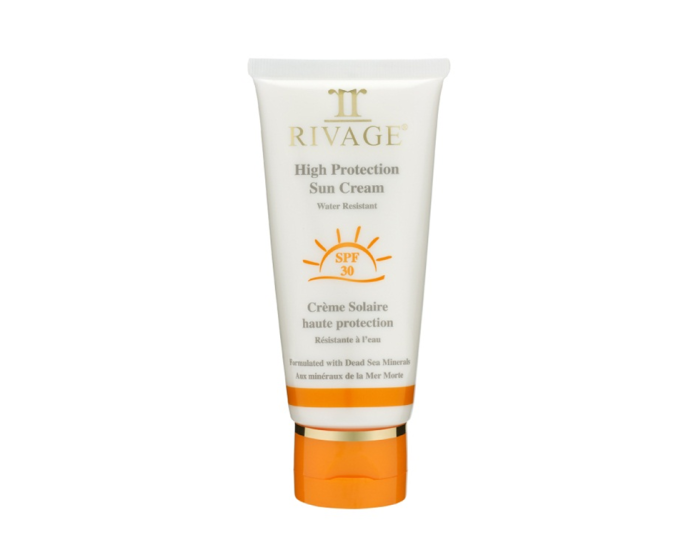 RIVAGE®
High Protection
Sun Cream
Water Resistant
SPF
30
Crème Solaire
haute protection
Résistante à l'eau
Formulated with Dead Sea Minerals
Aux minéraux de la Mer Morte